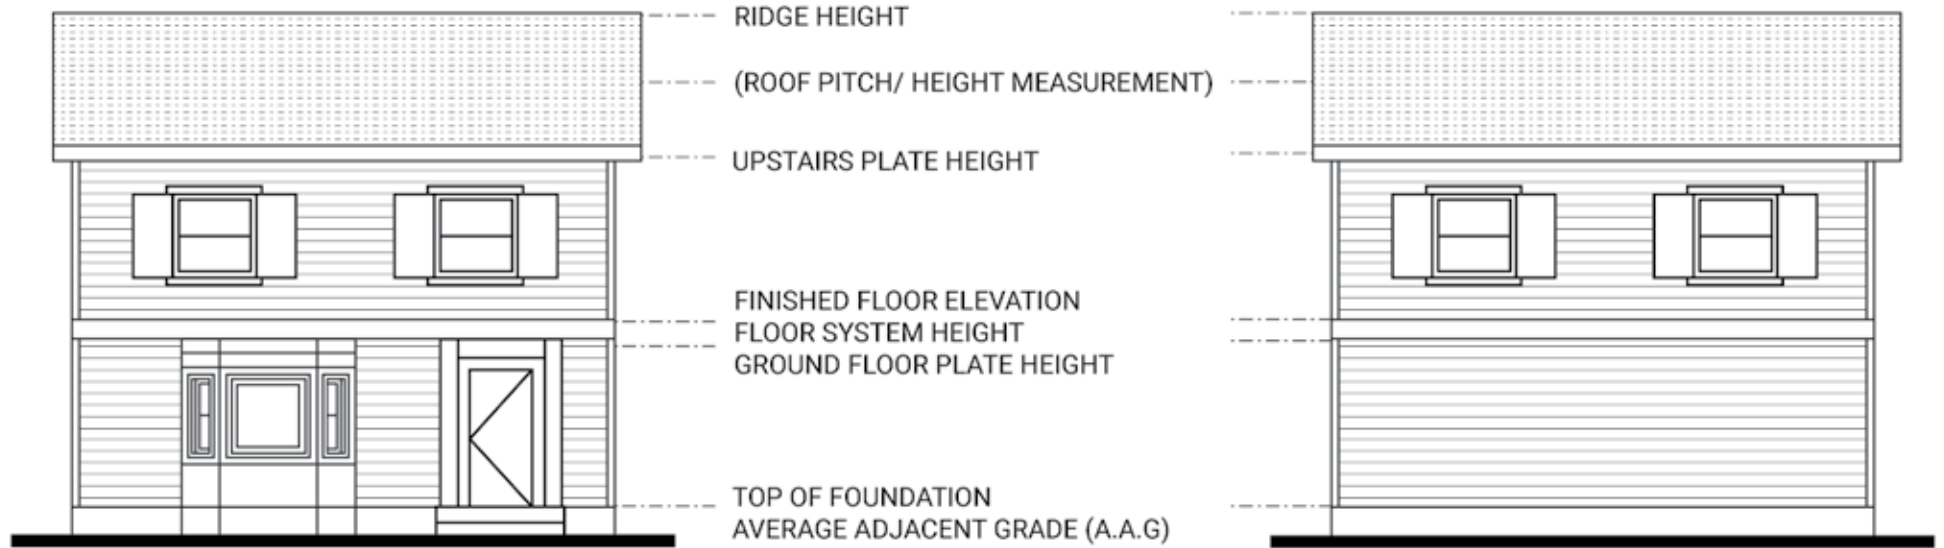 RIDGE HEIGHT
(ROOF PITCH/ HEIGHT MEASUREMENT)
UPSTAIRS PLATE HEIGHT
FINISHED FLOOR ELEVATION
FLOOR SYSTEM HEIGHT
GROUND FLOOR PLATE HEIGHT
TOP OF FOUNDATION
AVERAGE ADJACENT GRADE (A.A.G)